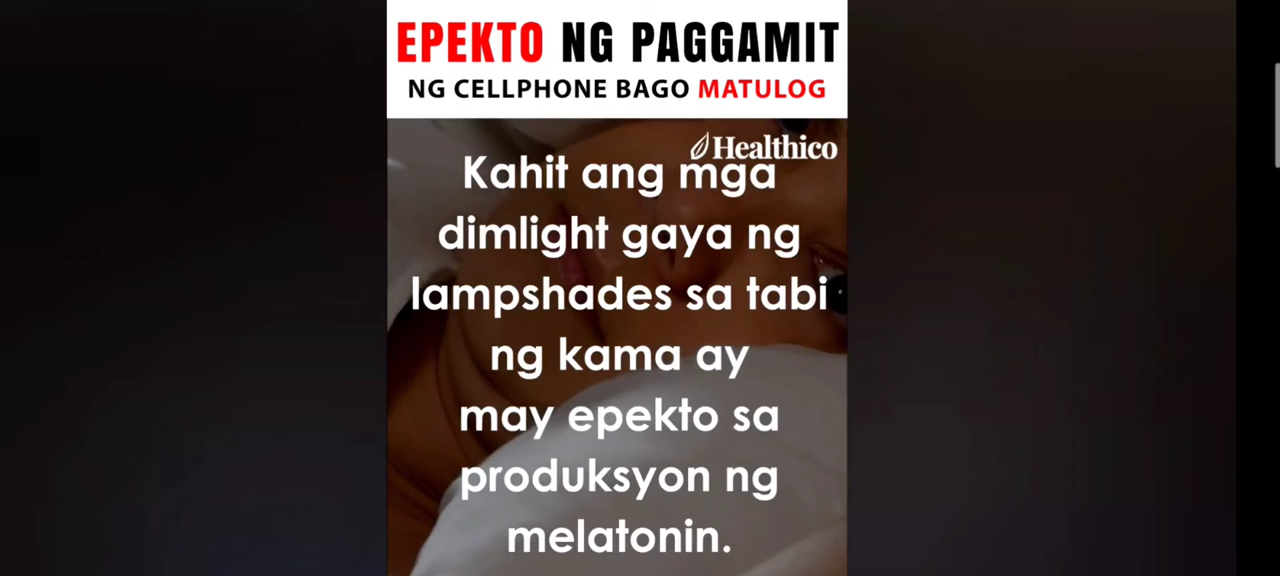 EPEKTO NG PAGGAMIT
NG CELLPHONE BAGO MATULOG
Healthico
Kahit ang mga
dimlight gaya ng
lampshades sa tabi
ng kama ay
may epekto sa
produksyon ng
melatonin.